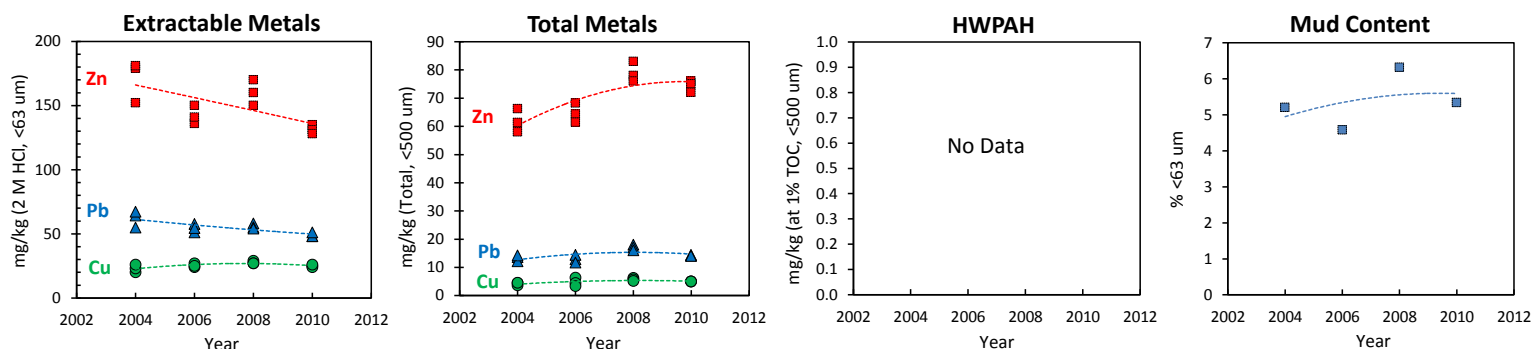 Extractable Metals
200
150
100
50
0
mg/kg (2 M HCl, <63 um)
Zn
Pb
Cu
2002 2004 2006 2008 2010 2012
Year
Total Metals
90
80
70
60
50
40
30
20
10
0
mg/kg (Total, <500 um)
Zn
Pb
Cu
2002 2004 2006 2008 2010 2012
Year
HWPAH
1.0
0.9
0.8
0.7
0.6
0.5
0.4
0.3
0.2
0.1
0.0
mg/kg (at 1% TOC, <500 um)
No Data
2002 2004 2006 2008 2010 2012
Year
Mud Content
7
6
5
4
3
2
1
0
% <63 um
2002 2004 2006 2008 2010 2012
Year